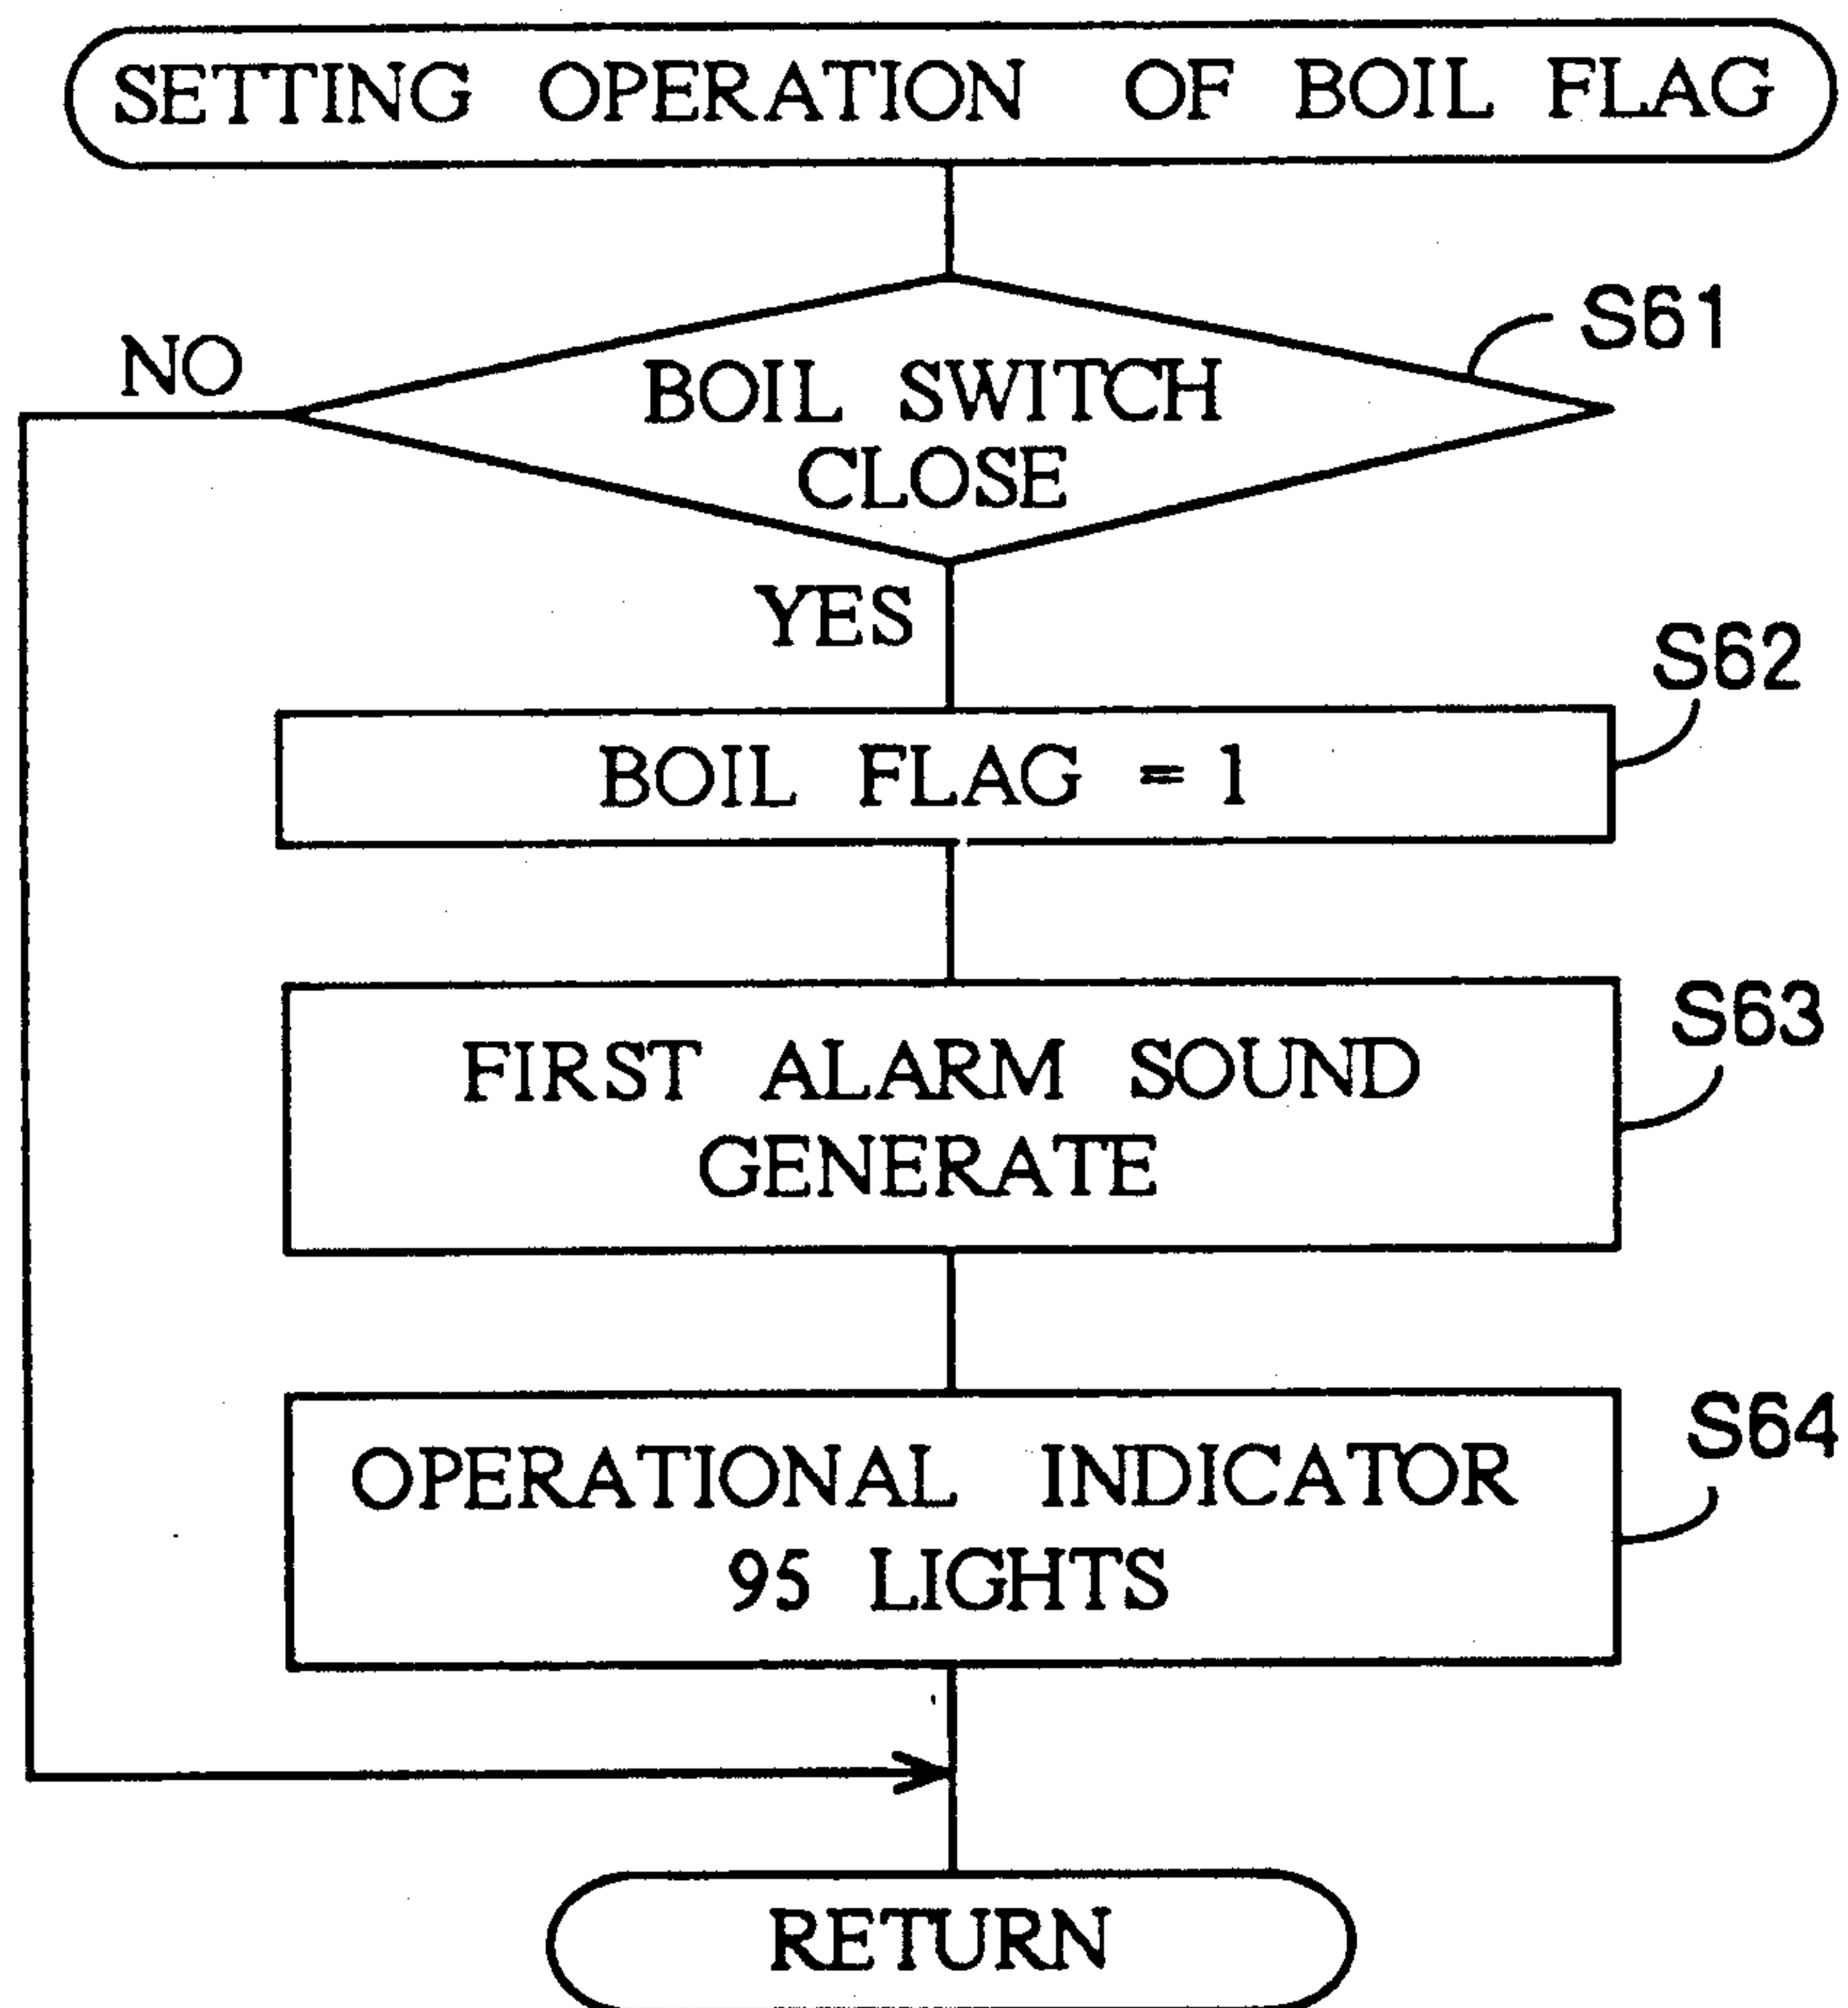 SETTING OPERATION OF BOIL FLAG
S61
NO
BOIL SWITCH
CLOSE
YES
S62
BOIL FLAG = 1
S63
FIRST ALARM SOUND
GENERATE
S64
OPERATIONAL INDICATOR
95 LIGHTS
RETURN